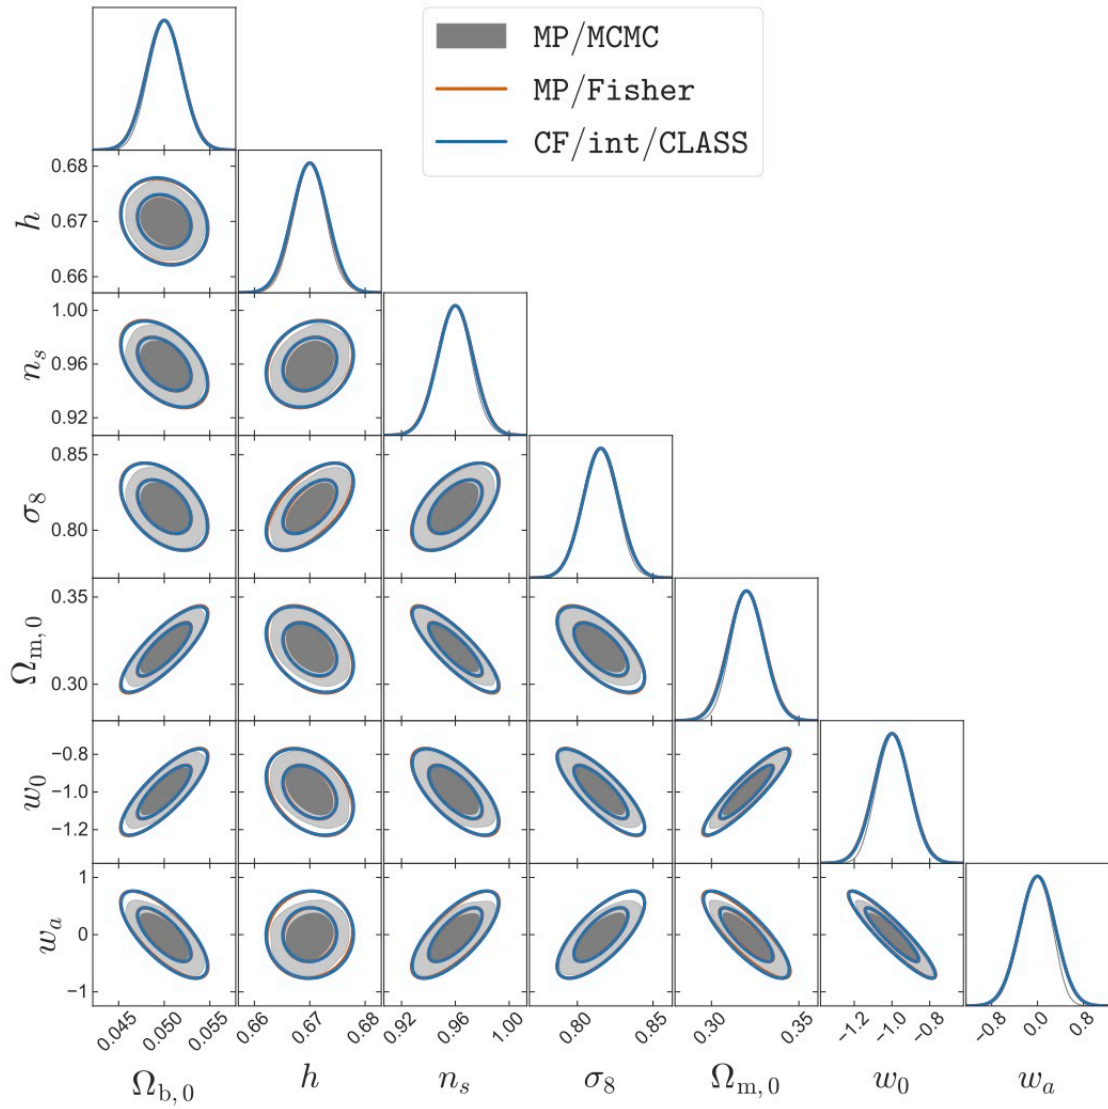 MP/MCMC
MP/Fisher
CF/int/CLASS
0.68
0.67
0.66
h
1.00
0.96
0.92
n_s
0.85
0.80
σ_8
0.35
0.30
Ω_{m,0}
−0.8
−1.0
−1.2
w_0
1
0
−1
w_a
0.045 0.050 0.055 0.66 0.67 0.68 0.92 0.96 1.00 0.80 0.85 0.30 0.35 −1.2 −1.0 −0.8 −0.8 0.0 0.8
Ω_{b,0} h n_s σ_8 Ω_{m,0} w_0 w_a